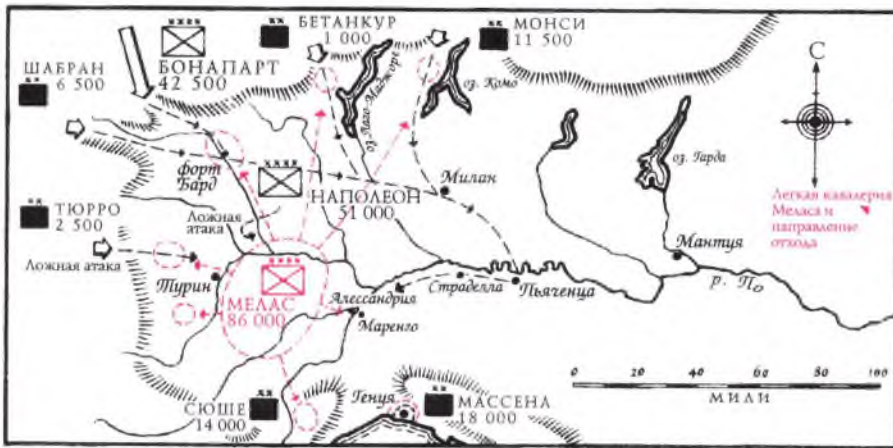 БЕТАНКУР
1 000
МОНСИ
11 500
ШАБРАН
6 500
БОНАПАРТ
42 500
С
оз. Лаго-Маджоре
оз. Комо
оз. Гарда
форт
Бард
НАПОЛЕОН
51 000
Милан
Легкая кавалерия
Меласа и
направление
отхода
ТЮРРО
2 500
Ложная
атака
Ложная атака
Мантуя
Турин
МЕЛАС
86 000
Алессандрия
Страделла
Пьяченца
р. По
Маренго
СЮШЕ
14 000
Генуя
МАССЕНА
18 000
0 20 40 60 80 100
МИЛИ